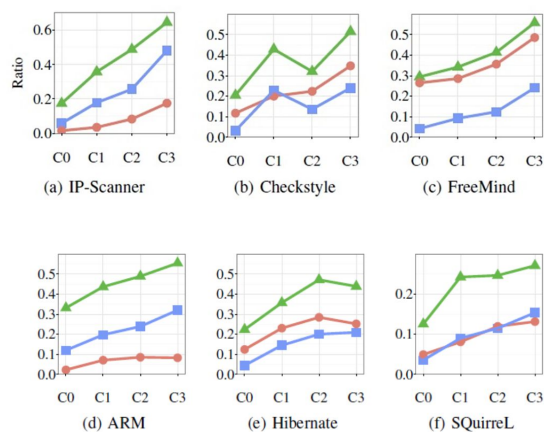 Ratio
0.6
0.4
0.2
0.0
C0 C1 C2 C3
(a) IP-Scanner
0.5
0.4
0.3
0.2
0.1
0.0
C0 C1 C2 C3
(b) Checkstyle
0.5
0.4
0.3
0.2
0.1
0.0
C0 C1 C2 C3
(c) FreeMind
0.5
0.4
0.3
0.2
0.1
0.0
C0 C1 C2 C3
(d) ARM
0.5
0.4
0.3
0.2
0.1
0.0
C0 C1 C2 C3
(e) Hibernate
0.2
0.1
0.0
C0 C1 C2 C3
(f) SQuirreL